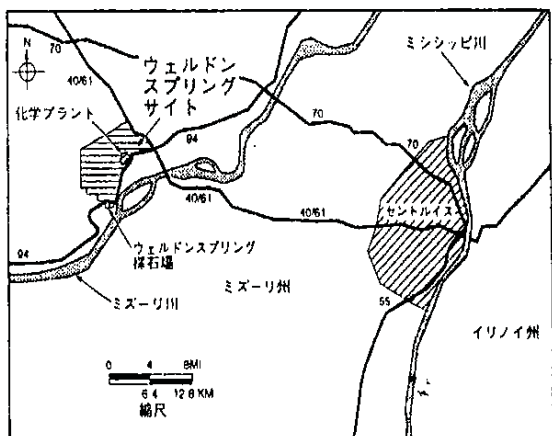 N
70
40/61
ウェルドン
スプリング
サイト
化学プラント
94
ミシシッピ川
70
70
40/61
40/61
セントルイス
ウェルドンスプリング
採石場
94
ミズーリ川
ミズーリ州
55
イリノイ州
0 4 8MI
6.4 12.8 KM
縮尺